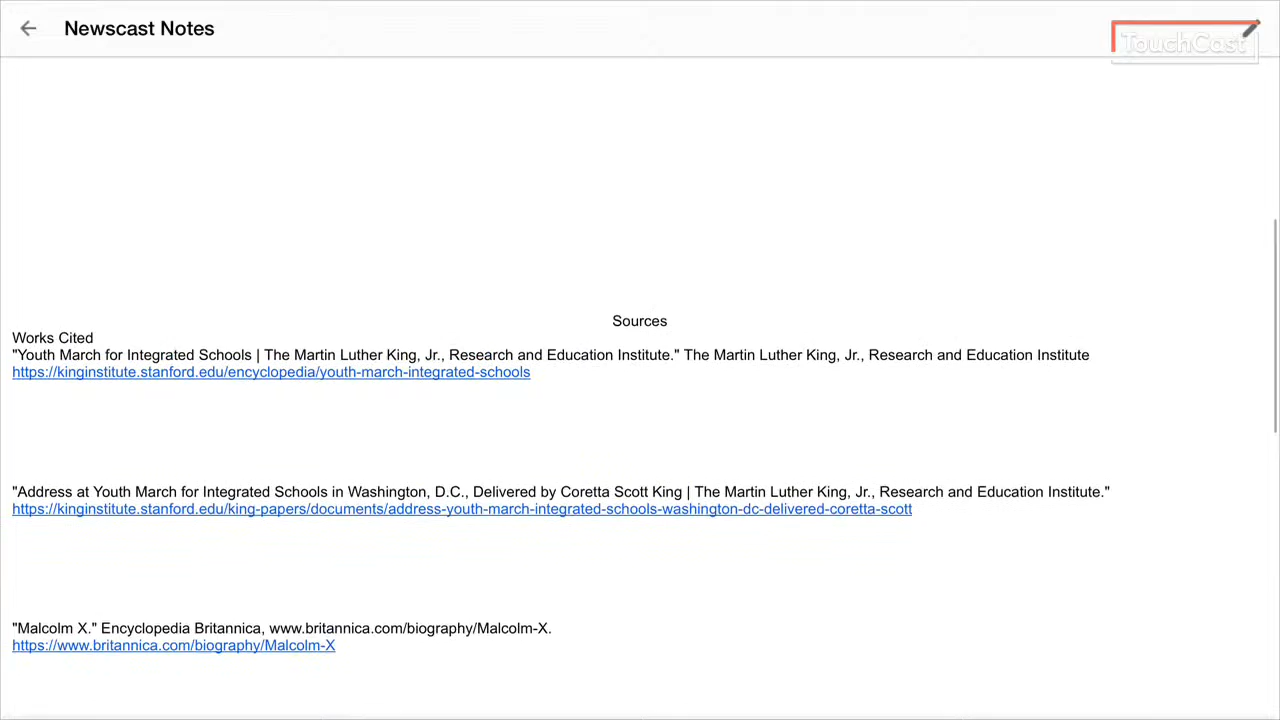 Newscast Notes
TouchCast
Sources
Works Cited
"Youth March for Integrated Schools | The Martin Luther King, Jr., Research and Education Institute." The Martin Luther King, Jr., Research and Education Institute
https://kinginstitute.stanford.edu/encyclopedia/youth-march-integrated-schools
"Address at Youth March for Integrated Schools in Washington, D.C., Delivered by Coretta Scott King | The Martin Luther King, Jr., Research and Education Institute."
https://kinginstitute.stanford.edu/king-papers/documents/address-youth-march-integrated-schools-washington-dc-delivered-coretta-scott
"Malcolm X." Encyclopedia Britannica, www.britannica.com/biography/Malcolm-X.
https://www.britannica.com/biography/Malcolm-X